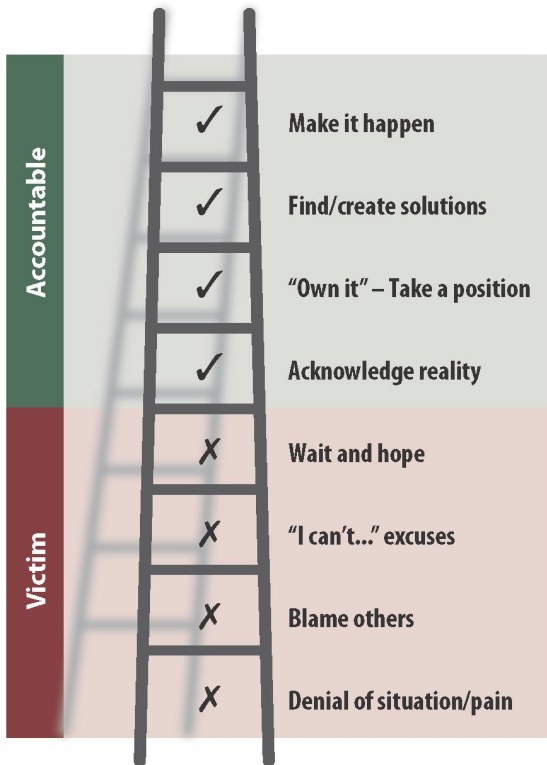 Accountable
✓ Make it happen
✓ Find/create solutions
✓ “Own it” – Take a position
✓ Acknowledge reality
Victim
✗ Wait and hope
✗ “I can’t...” excuses
✗ Blame others
✗ Denial of situation/pain